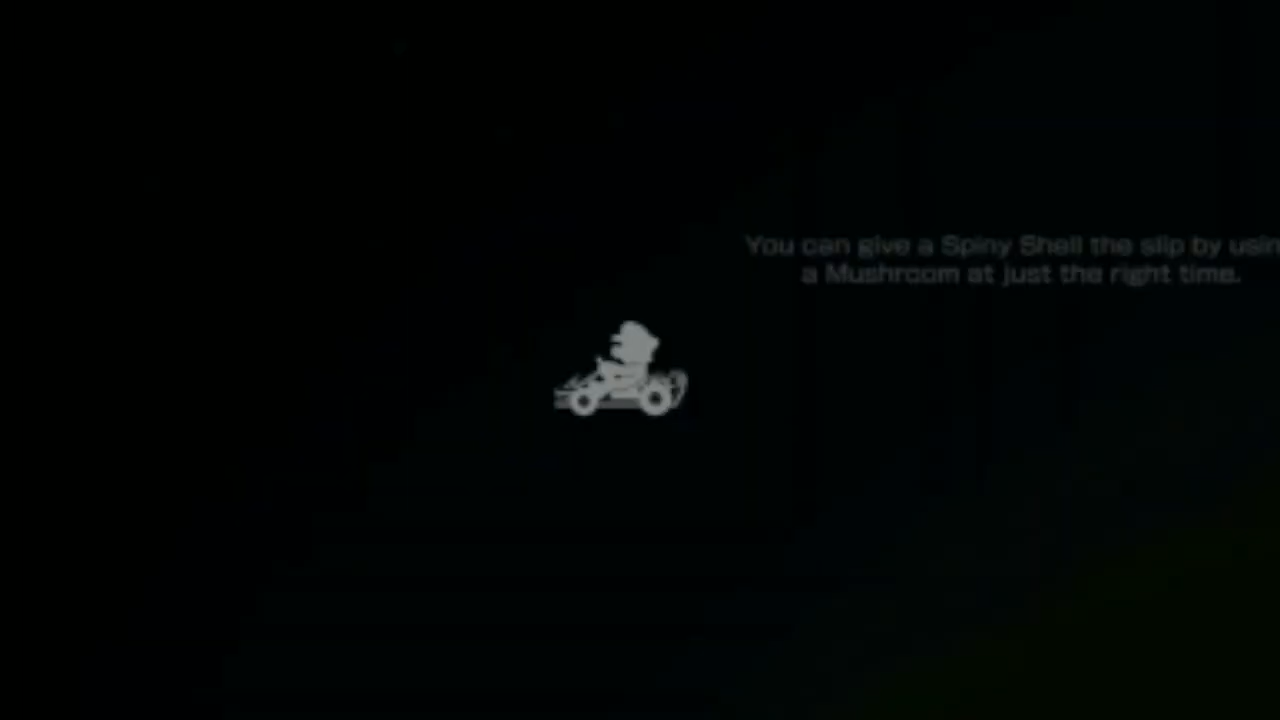 You can give a Spiny Shell the slip by usin
a Mushroom at just the right time.